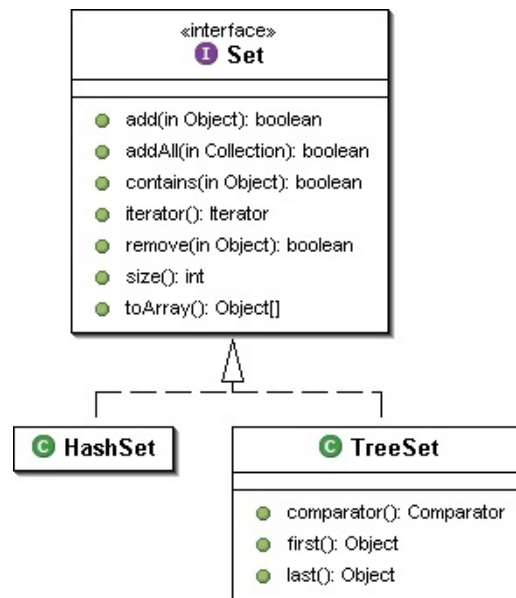 «interface»
I Set
add(in Object): boolean
addAll(in Collection): boolean
contains(in Object): boolean
iterator(): Iterator
remove(in Object): boolean
size(): int
toArray(): Object[]
C HashSet
C TreeSet
comparator(): Comparator
first(): Object
last(): Object